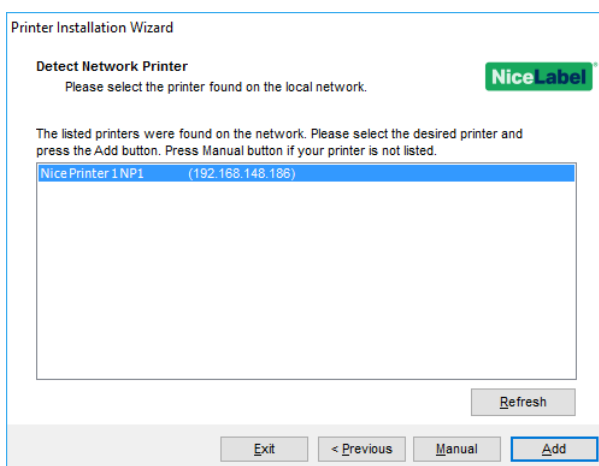 Printer Installation Wizard
Detect Network Printer
Please select the printer found on the local network.
NiceLabel
The listed printers were found on the network. Please select the desired printer and
press the Add button. Press Manual button if your printer is not listed.
Nice Printer 1 NP1 (192.168.148.186)
Refresh
Exit
< Previous
Manual
Add